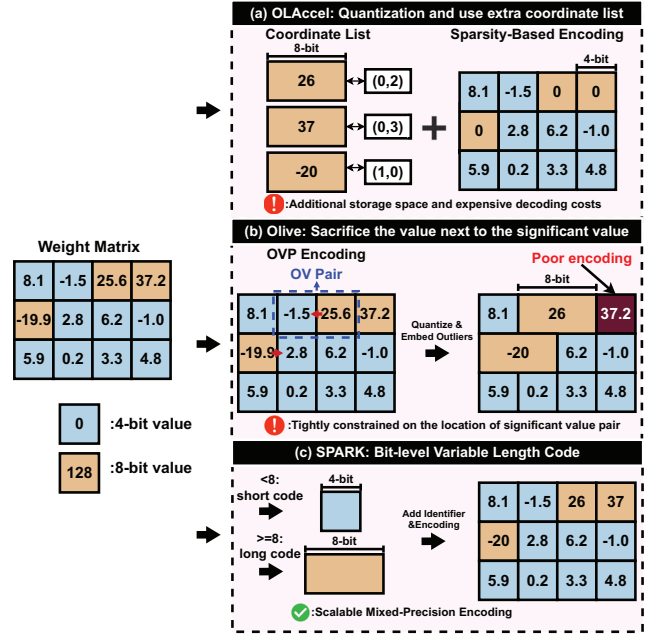 (a) OLAccel: Quantization and use extra coordinate list
Coordinate List
Sparsity-Based Encoding
8-bit
4-bit
26
(0,2)
37
(0,3)
-20
(1,0)
+
8.1 -1.5 0 0
0 2.8 6.2 -1.0
5.9 0.2 3.3 4.8
!:Additional storage space and expensive decoding costs
Weight Matrix
8.1 -1.5 25.6 37.2
-19.9 2.8 6.2 -1.0
5.9 0.2 3.3 4.8
0 :4-bit value
128 :8-bit value
(b) Olive: Sacrifice the value next to the significant value
OVP Encoding
OV Pair
8.1 -1.5 25.6 37.2
-19.9 2.8 6.2 -1.0
5.9 0.2 3.3 4.8
Quantize &
Embed Outliers
Poor encoding
8-bit
8.1 26 37.2
-20 6.2 -1.0
5.9 0.2 3.3 4.8
!:Tightly constrained on the location of significant value pair
(c) SPARK: Bit-level Variable Length Code
<8:
short code
4-bit
>=8:
long code
8-bit
Add Identifier
&Encoding
8.1 -1.5 26 37
-20 2.8 6.2 -1.0
5.9 0.2 3.3 4.8
:Scalable Mixed-Precision Encoding